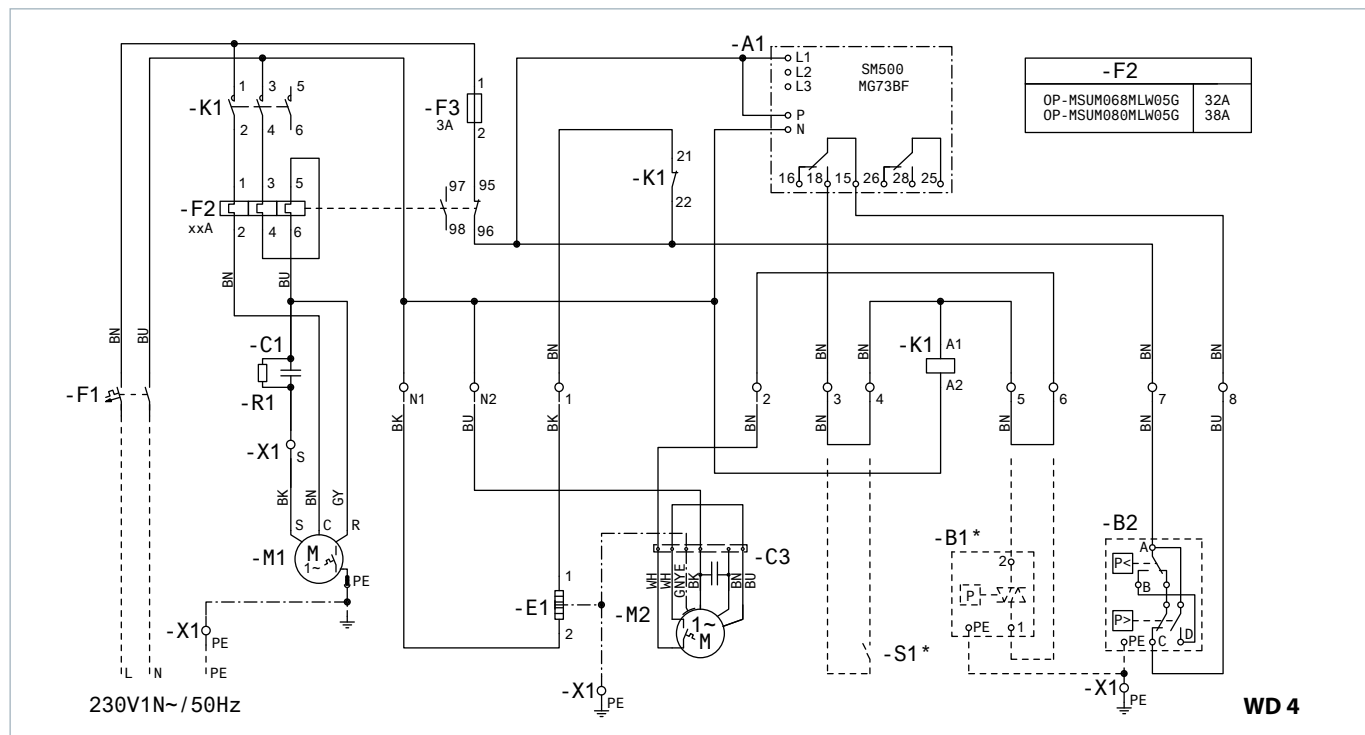 -A1
L1
L2
L3
P
N
SM500
MG73BF
16 18 15 26 28 25
-F2
OP-MSUM068MLW05G 32A
OP-MSUM080MLW05G 38A
-K1
1 3 5
2 4 6
-F3
3A
1
2
-K1
21
22
-F2
xxA
1 3 5
2 4 6
97 95
98 96
BN BU
BN BU
-C1
-R1
-F1
-X1 S
BK BN GY
S C R
-M1
M
1~
PE
-X1
PE
L N PE
230V1N~/50Hz
BN
N1 N2 1 2 3 4 5 6 7 8
BK BU BK BN BN BN BN BN BN BU
BN BN BN BN BN
-K1 A1
A2
-E1
1
2
-M2
1~
M
WH WH GNYE BK BN BU
-C3
-X1
PE
-S1*
-B1*
2
P
PE 1
-B2
A
P<
B
P>
PE C D
-X1
PE
WD 4